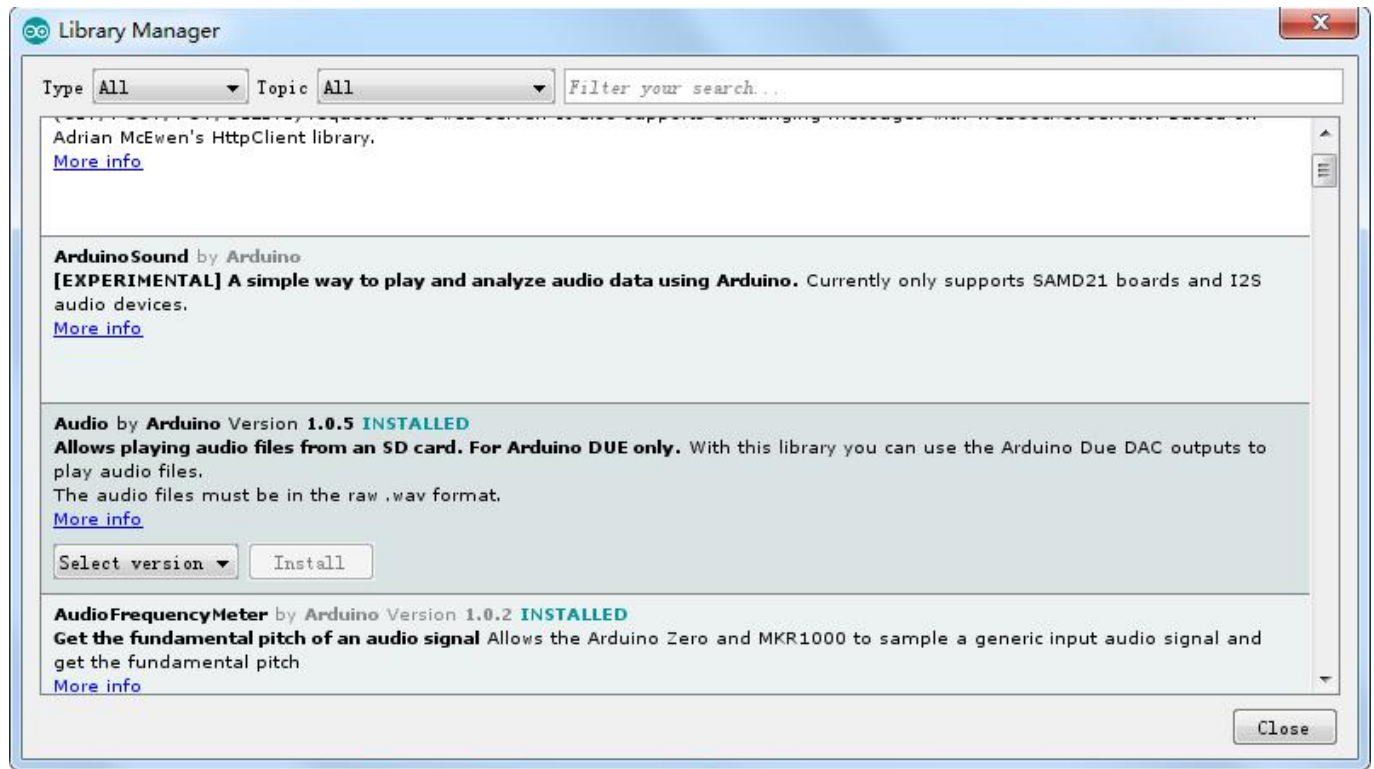 Library Manager
Type All Topic All Filter your search...
Adrian McEwen's HttpClient library.
More info
ArduinoSound by Arduino
[EXPERIMENTAL] A simple way to play and analyze audio data using Arduino. Currently only supports SAMD21 boards and I2S
audio devices.
More info
Audio by Arduino Version 1.0.5 INSTALLED
Allows playing audio files from an SD card. For Arduino DUE only. With this library you can use the Arduino Due DAC outputs to
play audio files.
The audio files must be in the raw .wav format.
More info
Select version Install
AudioFrequencyMeter by Arduino Version 1.0.2 INSTALLED
Get the fundamental pitch of an audio signal Allows the Arduino Zero and MKR1000 to sample a generic input audio signal and
get the fundamental pitch
More info
Close